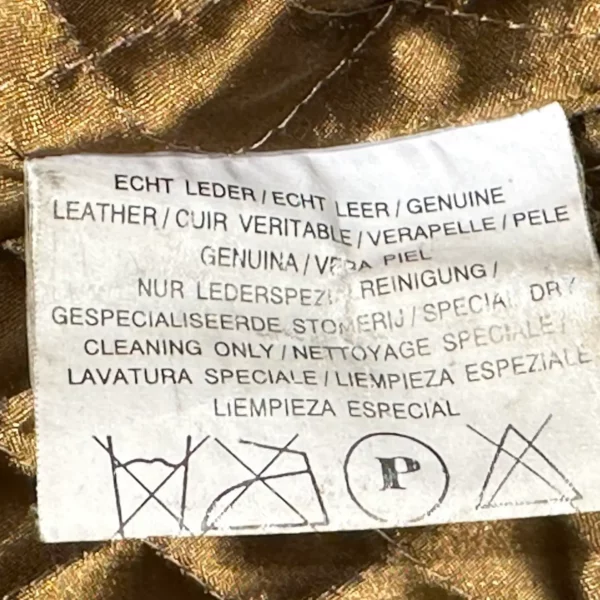 ECHT LEDER / ECHT LEER / GENUINE
LEATHER / CUIR VERITABLE / VERAPELLE / PELE
GENUINA / VERA PIEL
NUR LEDERSPEZIALREINIGUNG /
GESPECIALISEERDE STOMERIJ / SPECIAL DRY
CLEANING ONLY / NETTOYAGE SPECIALE /
LAVATURA SPECIALE / LIEMPIEZA ESPEZIALE
LIEMPIEZA ESPECIAL
P